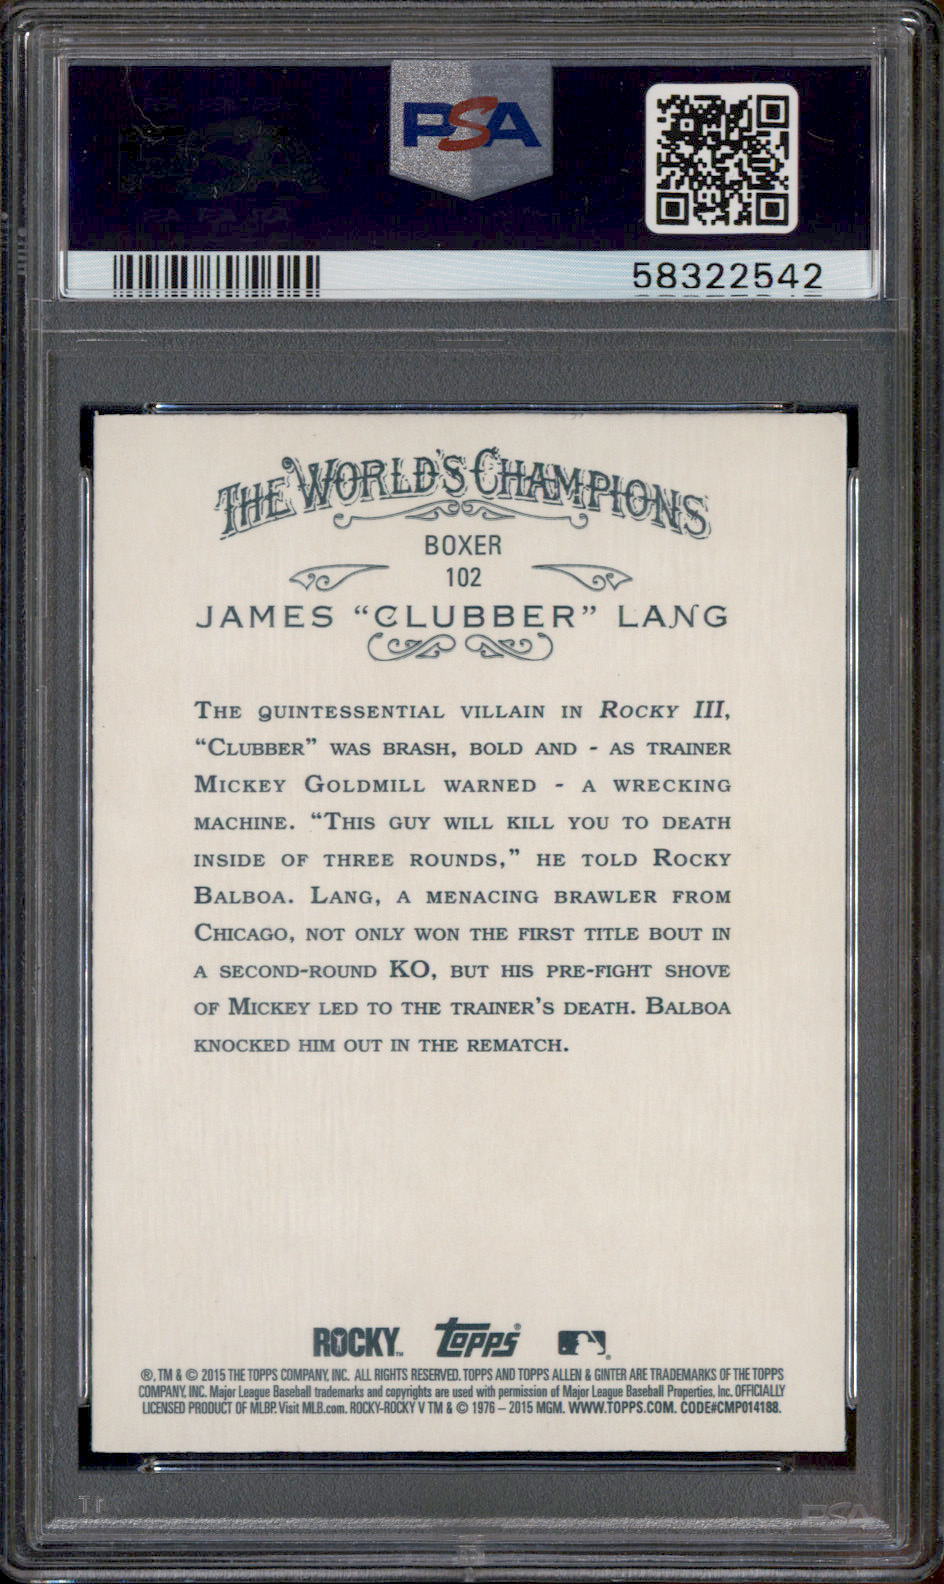 PSA
58322542
THE WORLD'S CHAMPIONS
BOXER
102
JAMES “CLUBBER” LANG
THE QUINTESSENTIAL VILLAIN IN ROCKY III,
“CLUBBER” WAS BRASH, BOLD AND - AS TRAINER
MICKEY GOLDMILL WARNED - A WRECKING
MACHINE. “THIS GUY WILL KILL YOU TO DEATH
INSIDE OF THREE ROUNDS,” HE TOLD ROCKY
BALBOA. LANG, A MENACING BRAWLER FROM
CHICAGO, NOT ONLY WON THE FIRST TITLE BOUT IN
A SECOND-ROUND KO, BUT HIS PRE-FIGHT SHOVE
OF MICKEY LED TO THE TRAINER’S DEATH. BALBOA
KNOCKED HIM OUT IN THE REMATCH.
ROCKY™ TOPPS®
®, TM & © 2015 THE TOPPS COMPANY, INC. ALL RIGHTS RESERVED. TOPPS AND TOPPS ALLEN & GINTER ARE TRADEMARKS OF THE TOPPS
COMPANY, INC. Major League Baseball trademarks and copyrights are used with permission of Major League Baseball Properties, Inc. OFFICIALLY
LICENSED PRODUCT OF MLBP. Visit MLB.com. ROCKY-ROCKY V TM & © 1976 – 2015 MGM. WWW.TOPPS.COM. CODE#CMP014188.
PSA